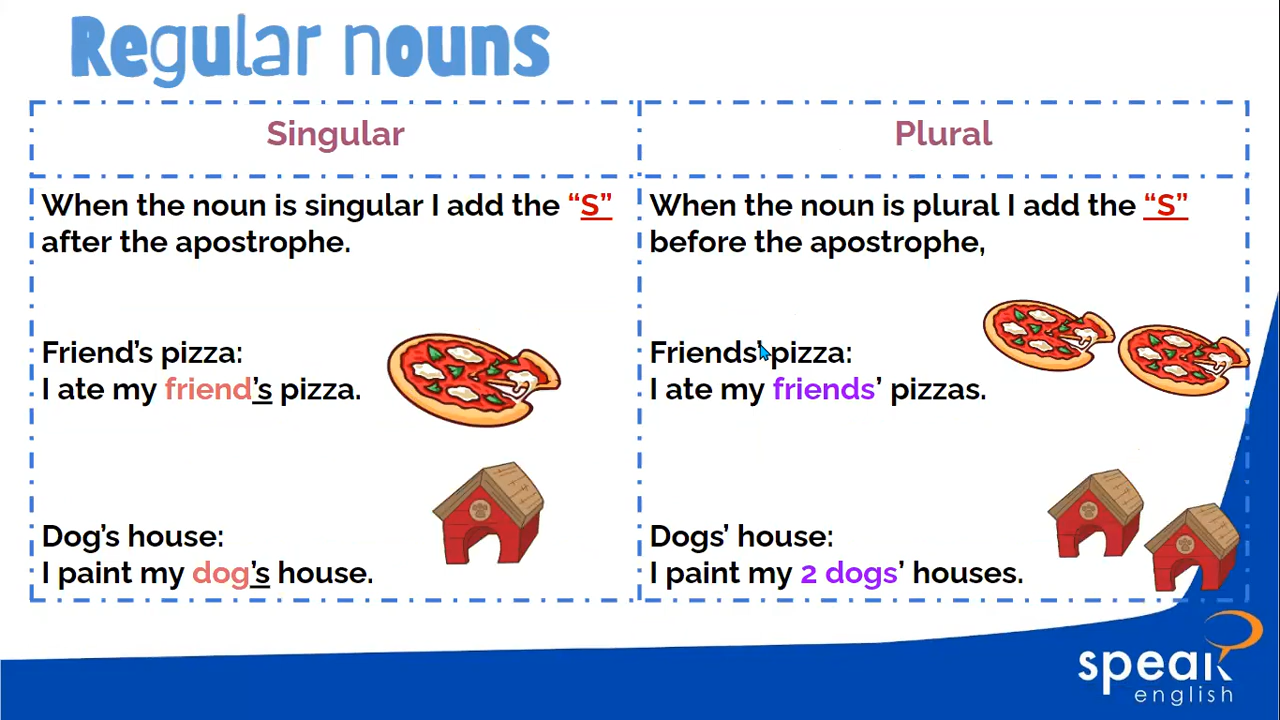 Regular nouns
Singular
Plural
When the noun is singular I add the “S”
after the apostrophe.
Friend’s pizza:
I ate my friend’s pizza.
Dog’s house:
I paint my dog’s house.
When the noun is plural I add the “S”
before the apostrophe,
Friends’ pizza:
I ate my friends’ pizzas.
Dogs’ house:
I paint my 2 dogs’ houses.
speak
english